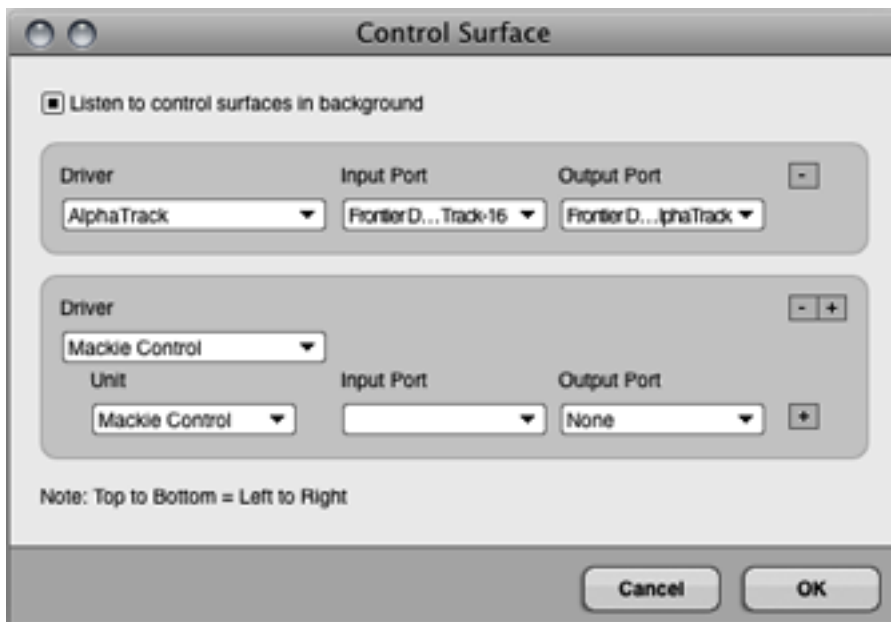 Control Surface
Listen to control surfaces in background
Driver Input Port Output Port -
AlphaTrack Frontier D...Track-16 Frontier D...lphaTrack
Driver - +
Mackie Control
Unit Input Port Output Port
Mackie Control None +
Note: Top to Bottom = Left to Right
Cancel OK